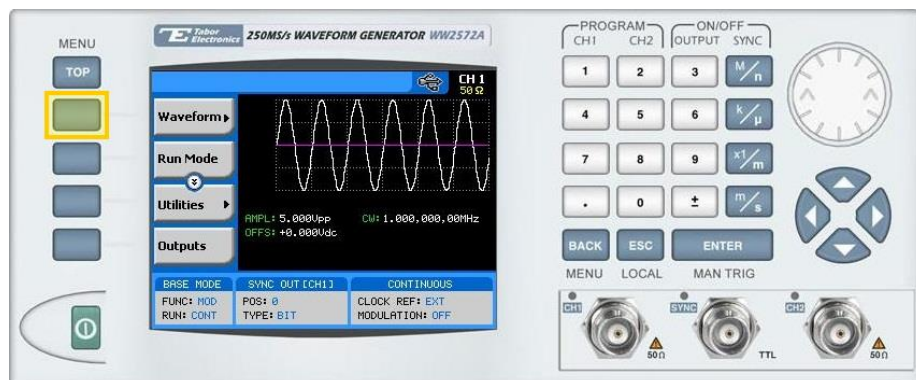 MENU
TOP
Tabor Electronics 250MS/s WAVEFORM GENERATOR WW2572A
CH 1
50 Ω
Waveform
Run Mode
Utilities
Outputs
AMPL: 5.000Vpp CW: 1.000,000,00MHz
OFFS: +0.000Vdc
BASE MODE SYNC OUT [CH1] CONTINUOUS
FUNC: MOD POS: 0 CLOCK REF: EXT
RUN: CONT TYPE: BIT MODULATION: OFF
PROGRAM ON/OFF
CH1 CH2 OUTPUT SYNC
1 2 3 M/n
4 5 6 k/μ
7 8 9 x1/m
. 0 ± m/s
BACK ESC ENTER
MENU LOCAL MAN TRIG
CH1 SYNC CH2
50Ω TTL 50Ω